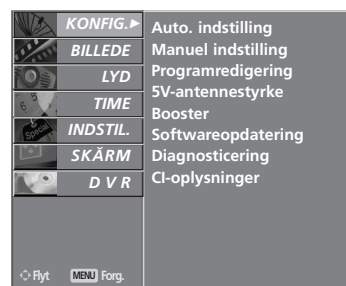 KONFIG.
BILLEDE
LYD
TIME
INDSTIL.
SKÄRM
D V R
Auto. indstilling
Manuel indstilling
Programredigering
5V-antennestyrke
Booster
Softwareopdatering
Diagnosticering
CI-oplysninger
Flyt MENU Forg.